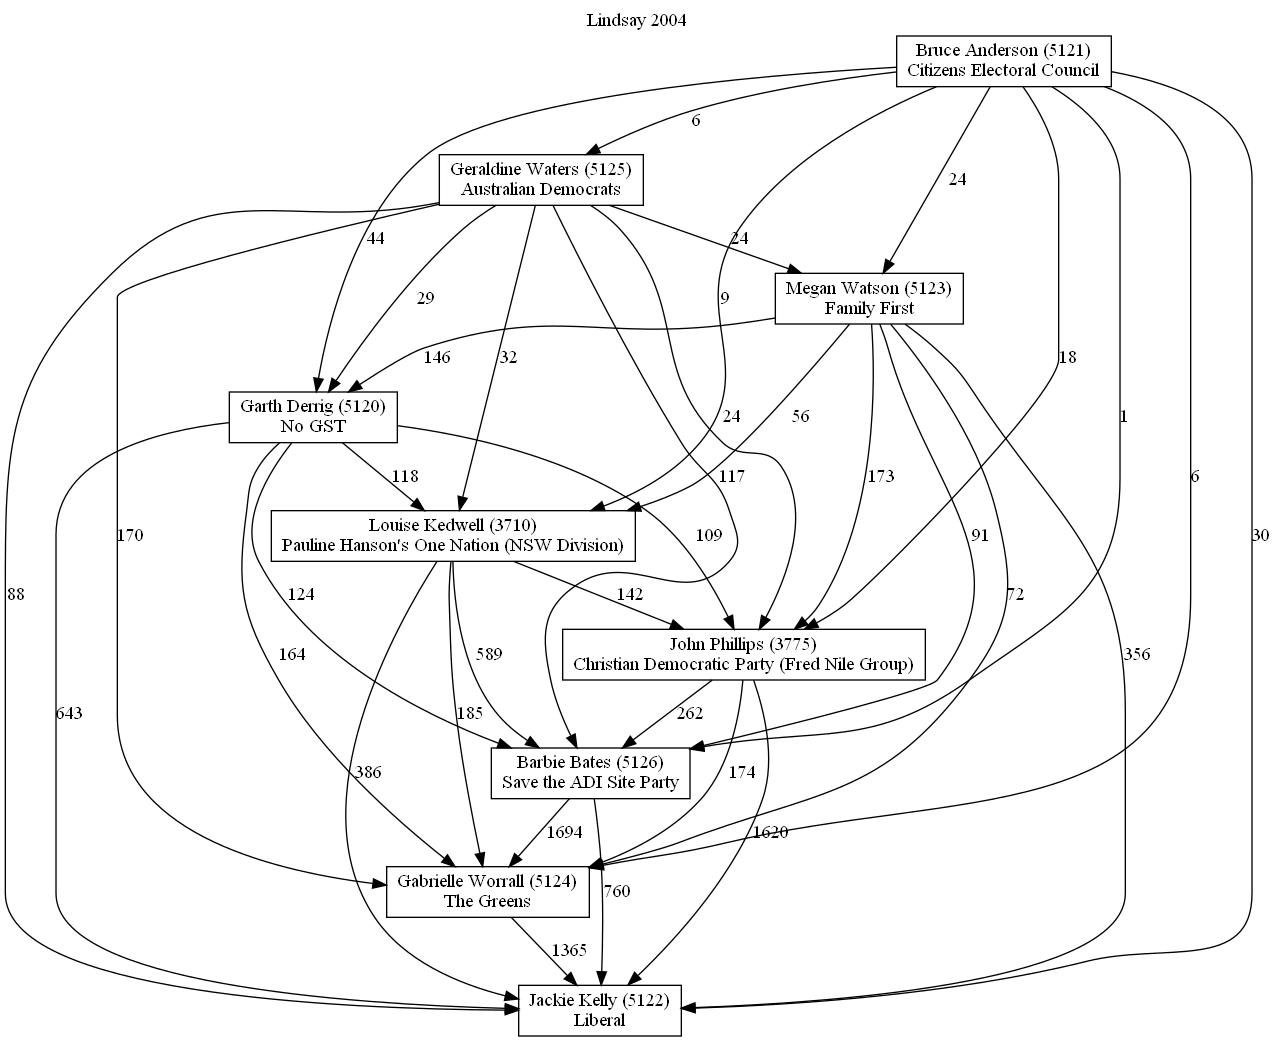 Lindsay 2004
Bruce Anderson (5121)
Citizens Electoral Council
6
Geraldine Waters (5125)
Australian Democrats
24
44
24
Megan Watson (5123)
Family First
29
9
146
32
18
Garth Derrig (5120)
No GST
24
56
1
118
117
173
6
Louise Kedwell (3710)
Pauline Hanson's One Nation (NSW Division)
170
109
91
30
88
124
142
72
John Phillips (3775)
Christian Democratic Party (Fred Nile Group)
164
589
356
643
185
262
Barbie Bates (5126)
Save the ADI Site Party
386
174
1694
1620
Gabrielle Worrall (5124)
The Greens
760
1365
Jackie Kelly (5122)
Liberal